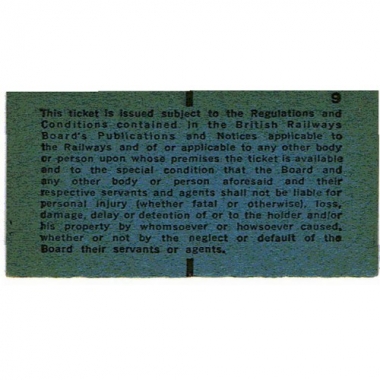 9
This ticket is issued subject to the Regulations and
Conditions contained in the British Railways
Board's Publications and Notices applicable to
the Railways and of or applicable to any other body
or person upon whose premises the ticket is available
and to the special condition that the Board and
any other body or person aforesaid and their
respective servants and agents shall not be liable for
personal injury (whether fatal or otherwise), loss,
damage, delay or detention of or to the holder and/or
his property by whomsoever or howsoever caused,
whether or not by the neglect or default of the
Board their servants or agents.